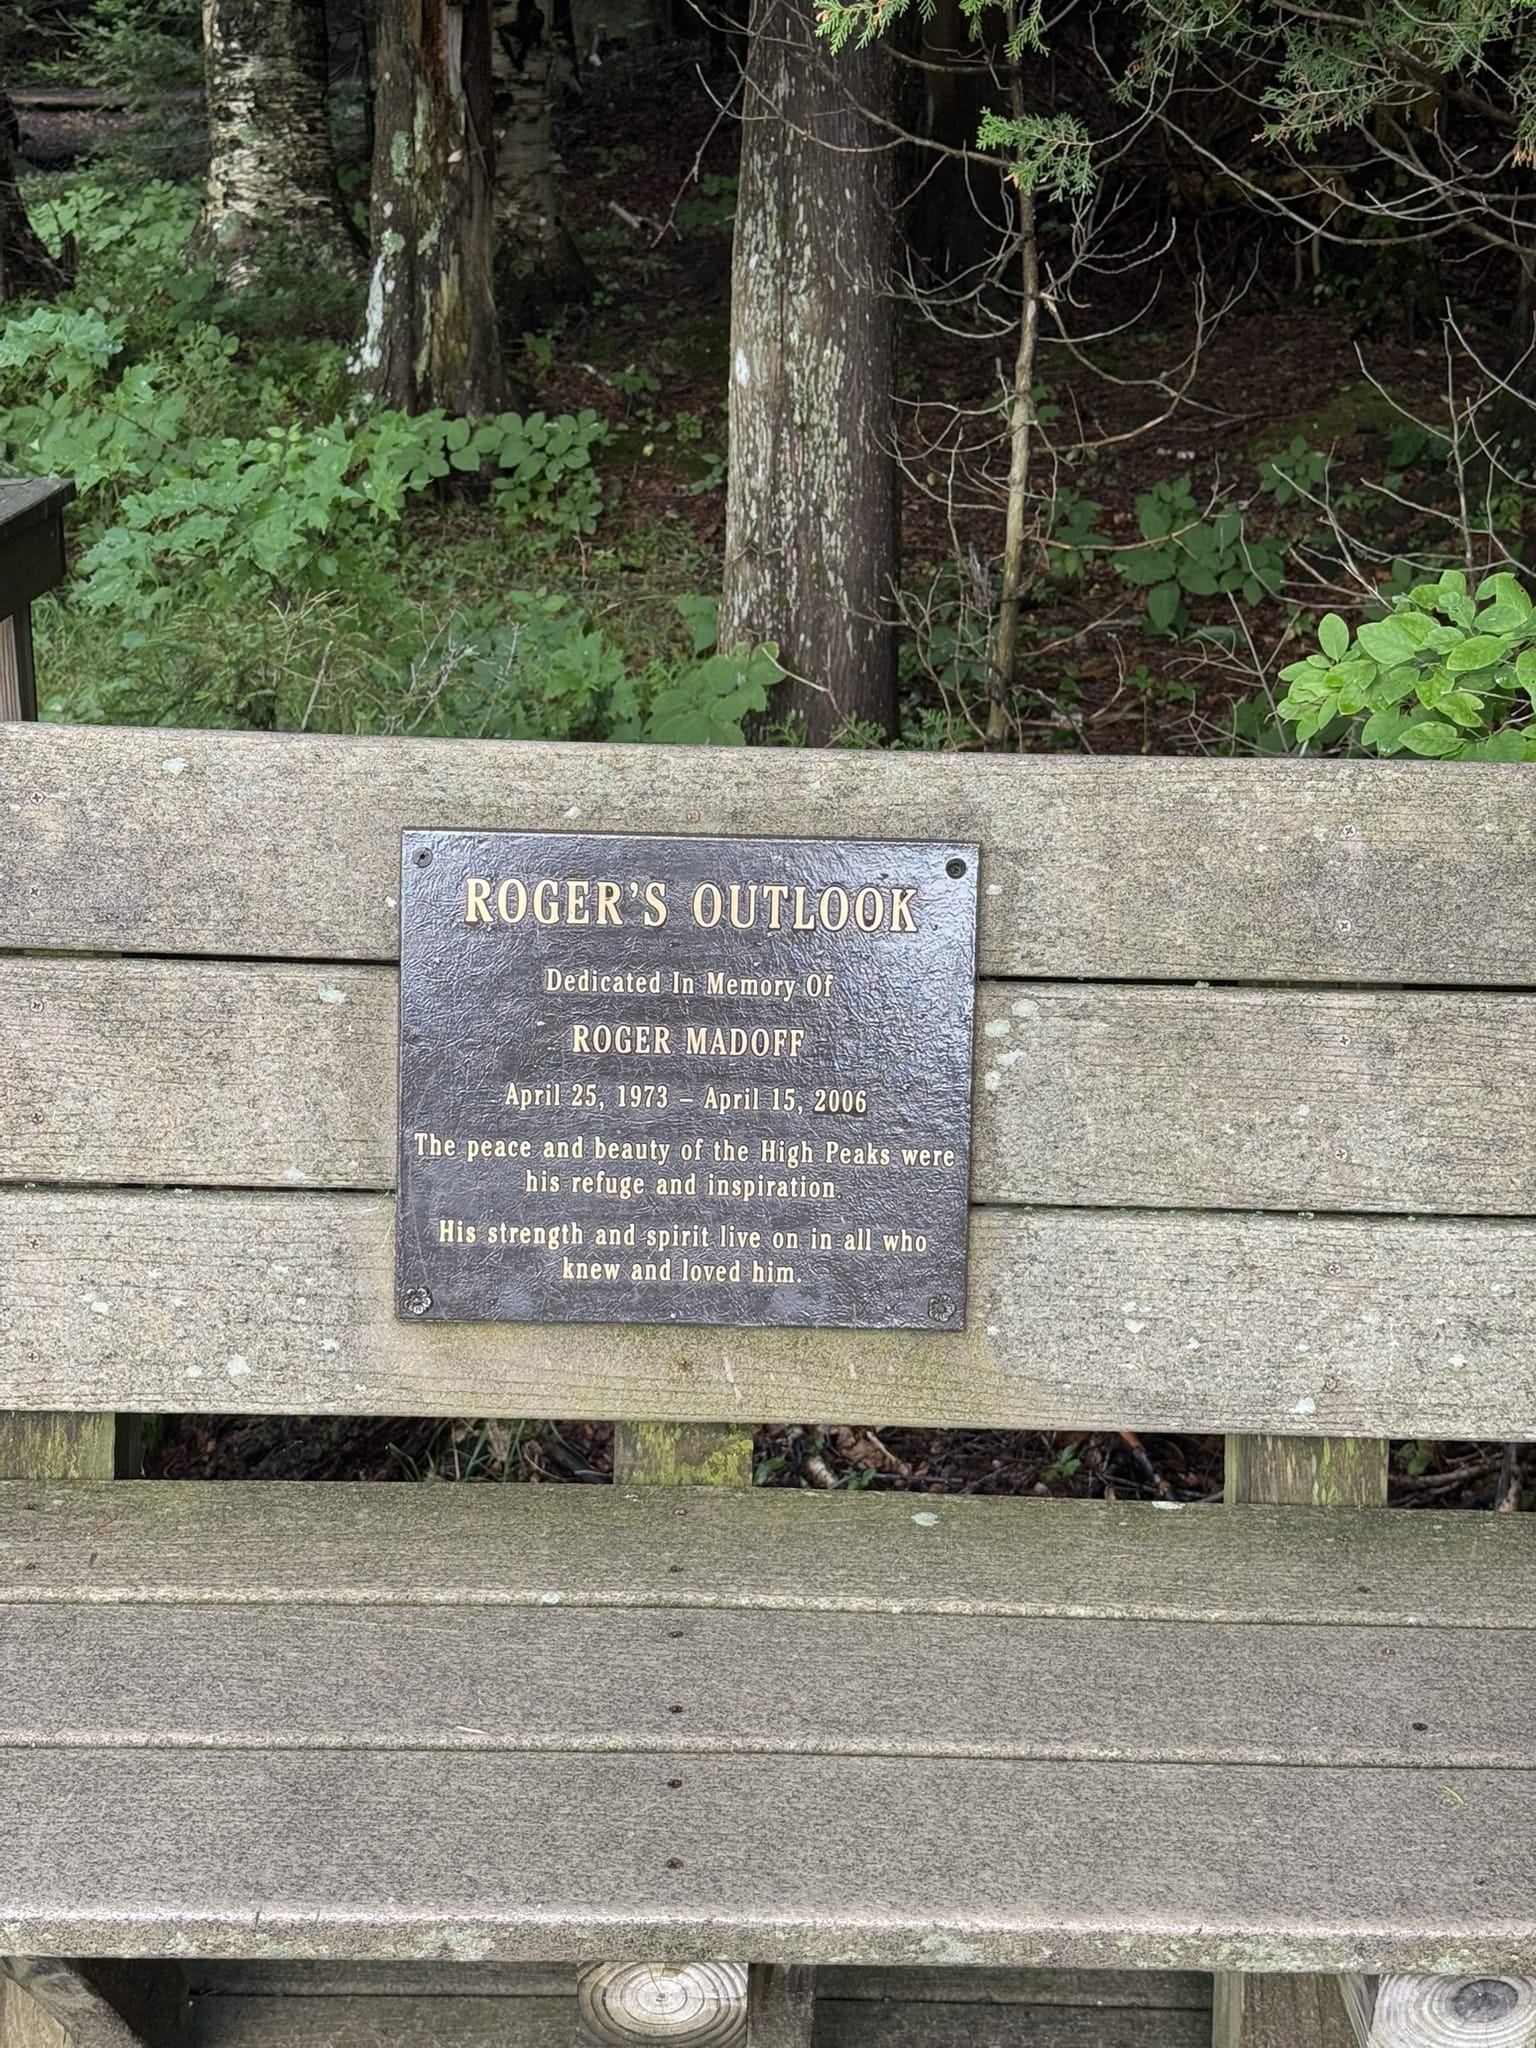 ROGER'S OUTLOOK
Dedicated In Memory Of
ROGER MADOFF
April 25, 1973 – April 15, 2006
The peace and beauty of the High Peaks were
his refuge and inspiration.
His strength and spirit live on in all who
knew and loved him.